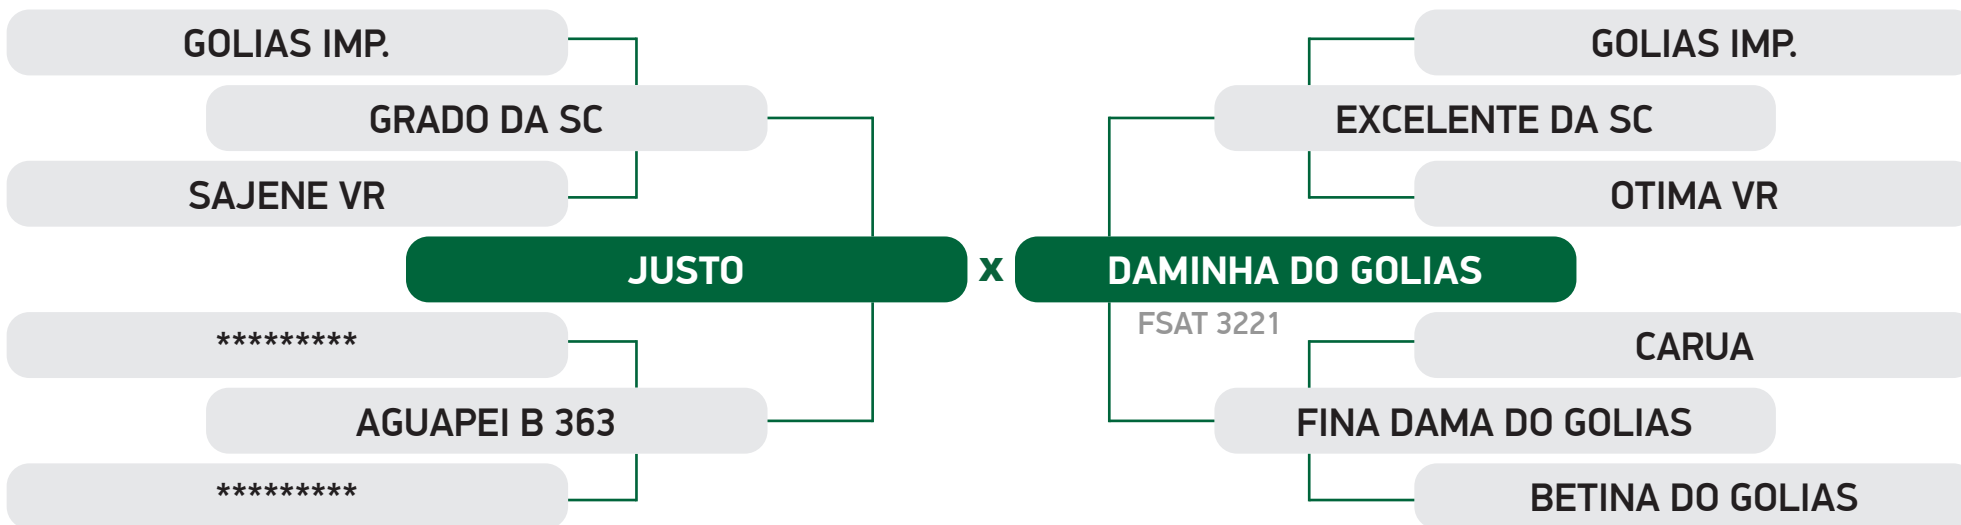 GOLIAS IMP.
GOLIAS IMP.
GRADO DA SC
EXCELENTE DA SC
SAJENE VR
OTIMA VR
JUSTO x DAMINHA DO GOLIAS
FSAT 3221
*********
CARUA
AGUAPEI B 363
FINA DAMA DO GOLIAS
*********
BETINA DO GOLIAS